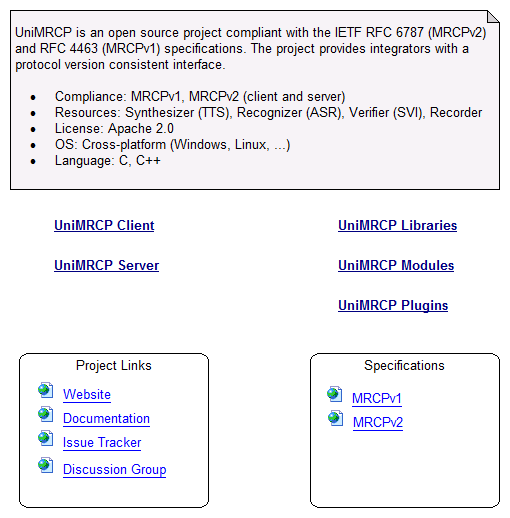 UniMRCP is an open source project compliant with the IETF RFC 6787 (MRCPv2)
and RFC 4463 (MRCPv1) specifications. The project provides integrators with a
protocol version consistent interface.
• Compliance: MRCPv1, MRCPv2 (client and server)
• Resources: Synthesizer (TTS), Recognizer (ASR), Verifier (SVI), Recorder
• License: Apache 2.0
• OS: Cross-platform (Windows, Linux, ...)
• Language: C, C++
UniMRCP Client
UniMRCP Server
UniMRCP Libraries
UniMRCP Modules
UniMRCP Plugins
Project Links
Website
Documentation
Issue Tracker
Discussion Group
Specifications
MRCPv1
MRCPv2